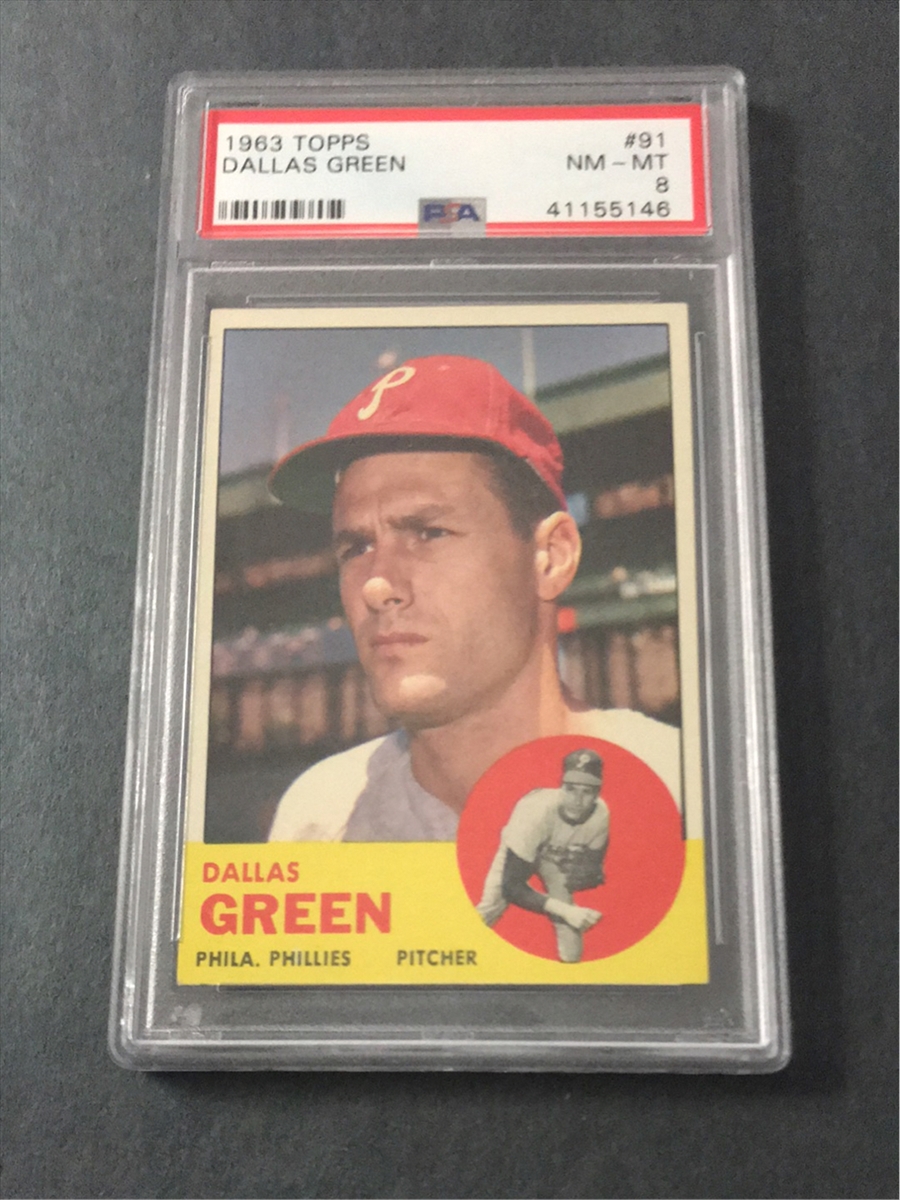 1963 TOPPS #91
DALLAS GREEN NM - MT
8
PSA 41155146
P
P
DALLAS
GREEN
PHILA. PHILLIES PITCHER